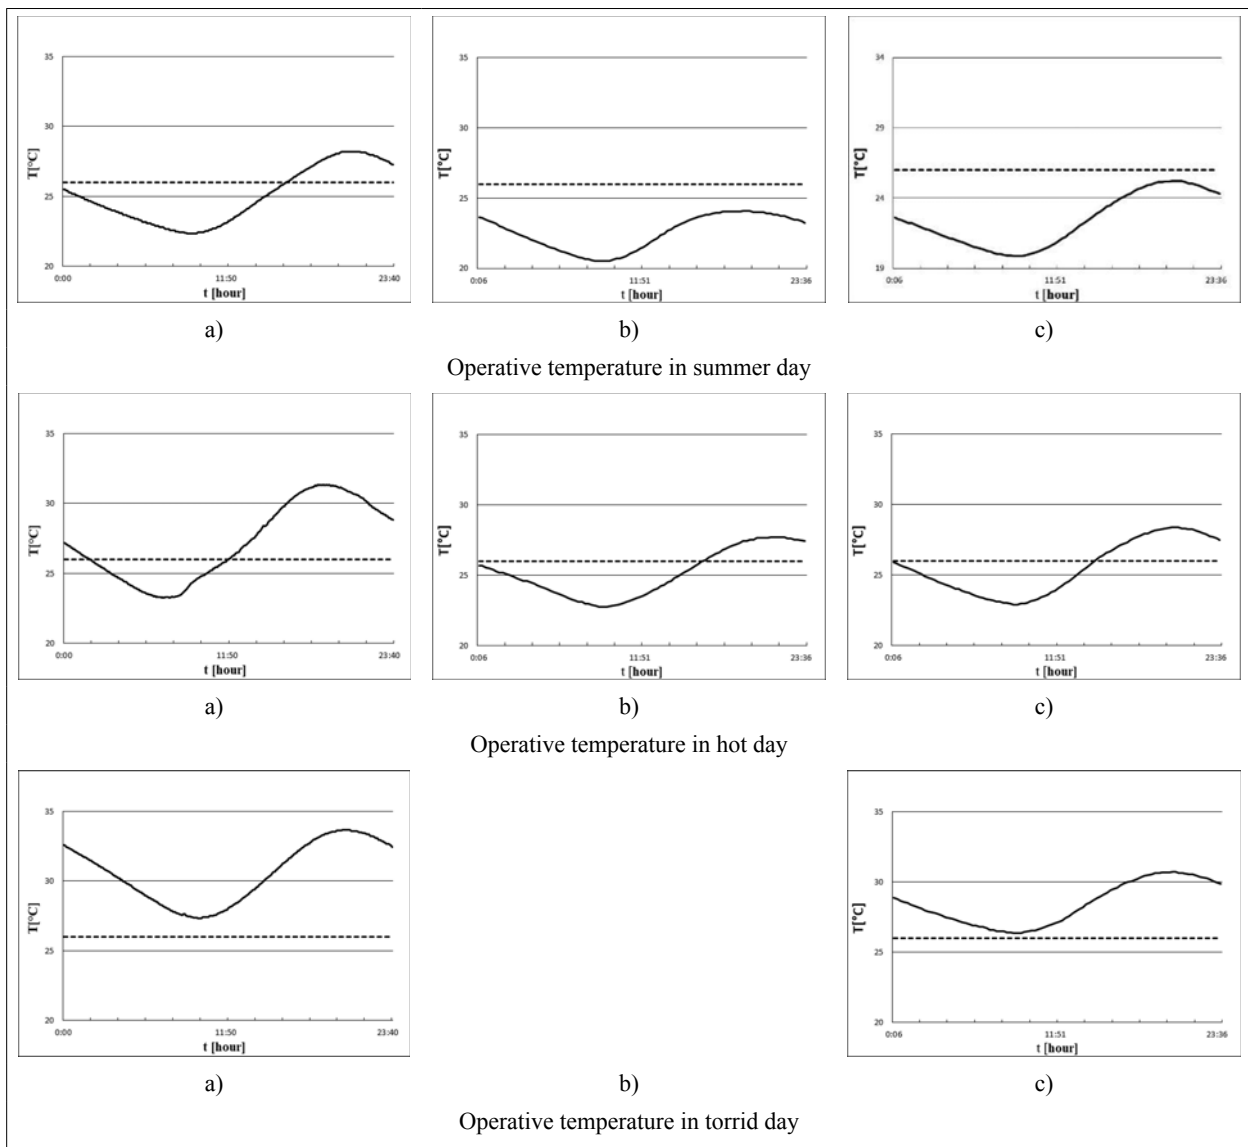 35
30
25
20
T[°C]
0:00
11:50
23:40
t [hour]
35
30
25
20
T[°C]
0:06
11:51
23:36
t [hour]
34
29
24
19
T[°C]
0:06
11:51
23:36
t [hour]
a)
b)
c)
Operative temperature in summer day
35
30
25
20
T[°C]
0:00
11:50
23:40
t [hour]
35
30
25
20
T[°C]
0:06
11:51
23:36
t [hour]
35
30
25
20
T[°C]
0:06
11:51
23:36
t [hour]
a)
b)
c)
Operative temperature in hot day
35
30
25
20
T[°C]
0:00
11:50
23:40
t [hour]
35
30
25
20
T[°C]
0:06
11:51
23:36
t [hour]
a)
b)
c)
Operative temperature in torrid day